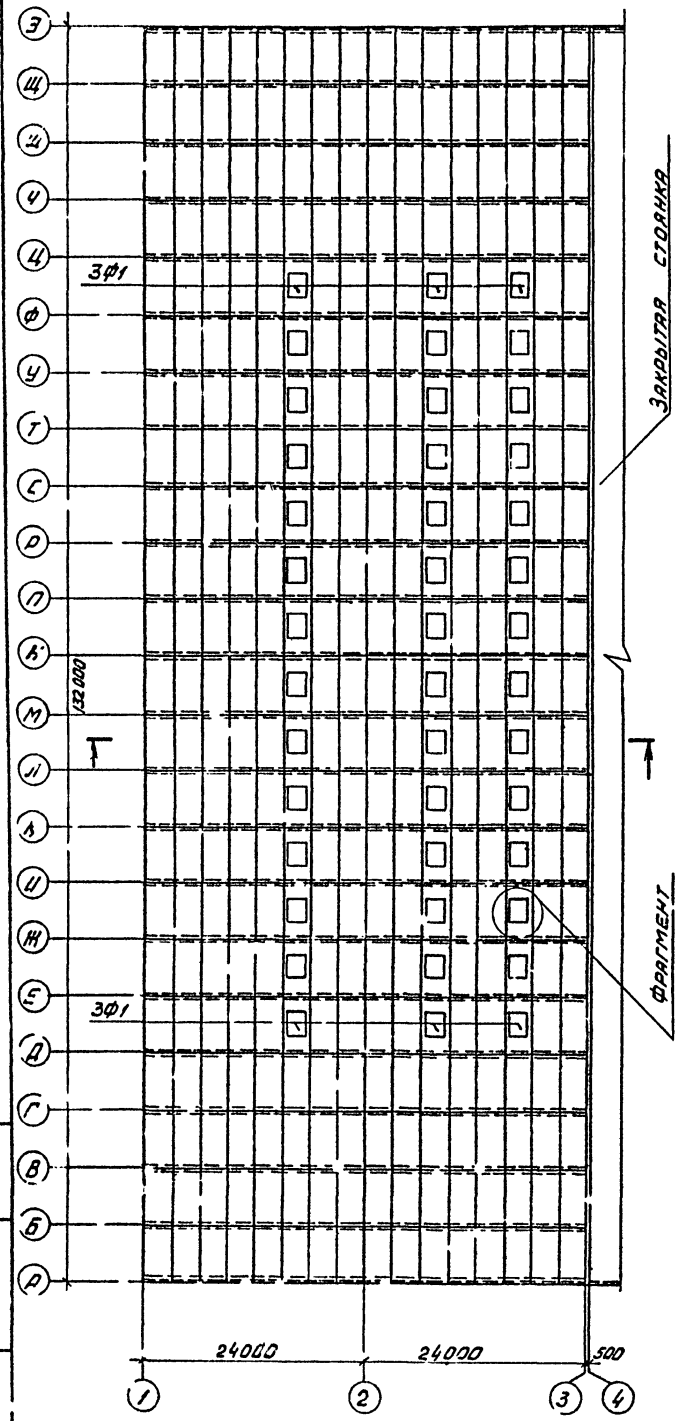 Э
Щ
Ш
Ч
Ц
3Ф1
Ф
У
Т
С
Р
П
Н
М
Л
К
И
Ж
Е
3Ф1
Д
Г
В
Б
А
132000
ЗАКРЫТАЯ СТОЯНКА
ФРАГМЕНТ
24000
24000
500
1
2
3
4